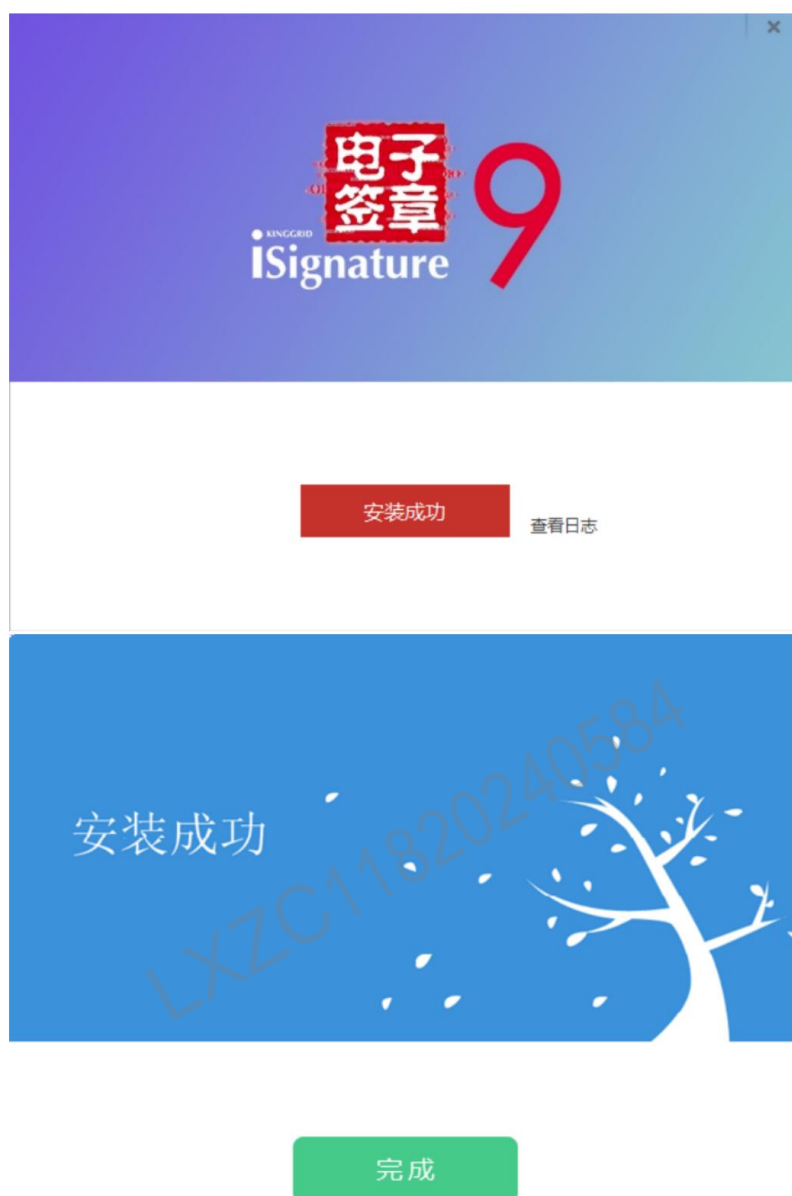 电子
签章
9
KINGGRID
iSignature
安装成功
查看日志
安装成功
LXZC11820240584
完成